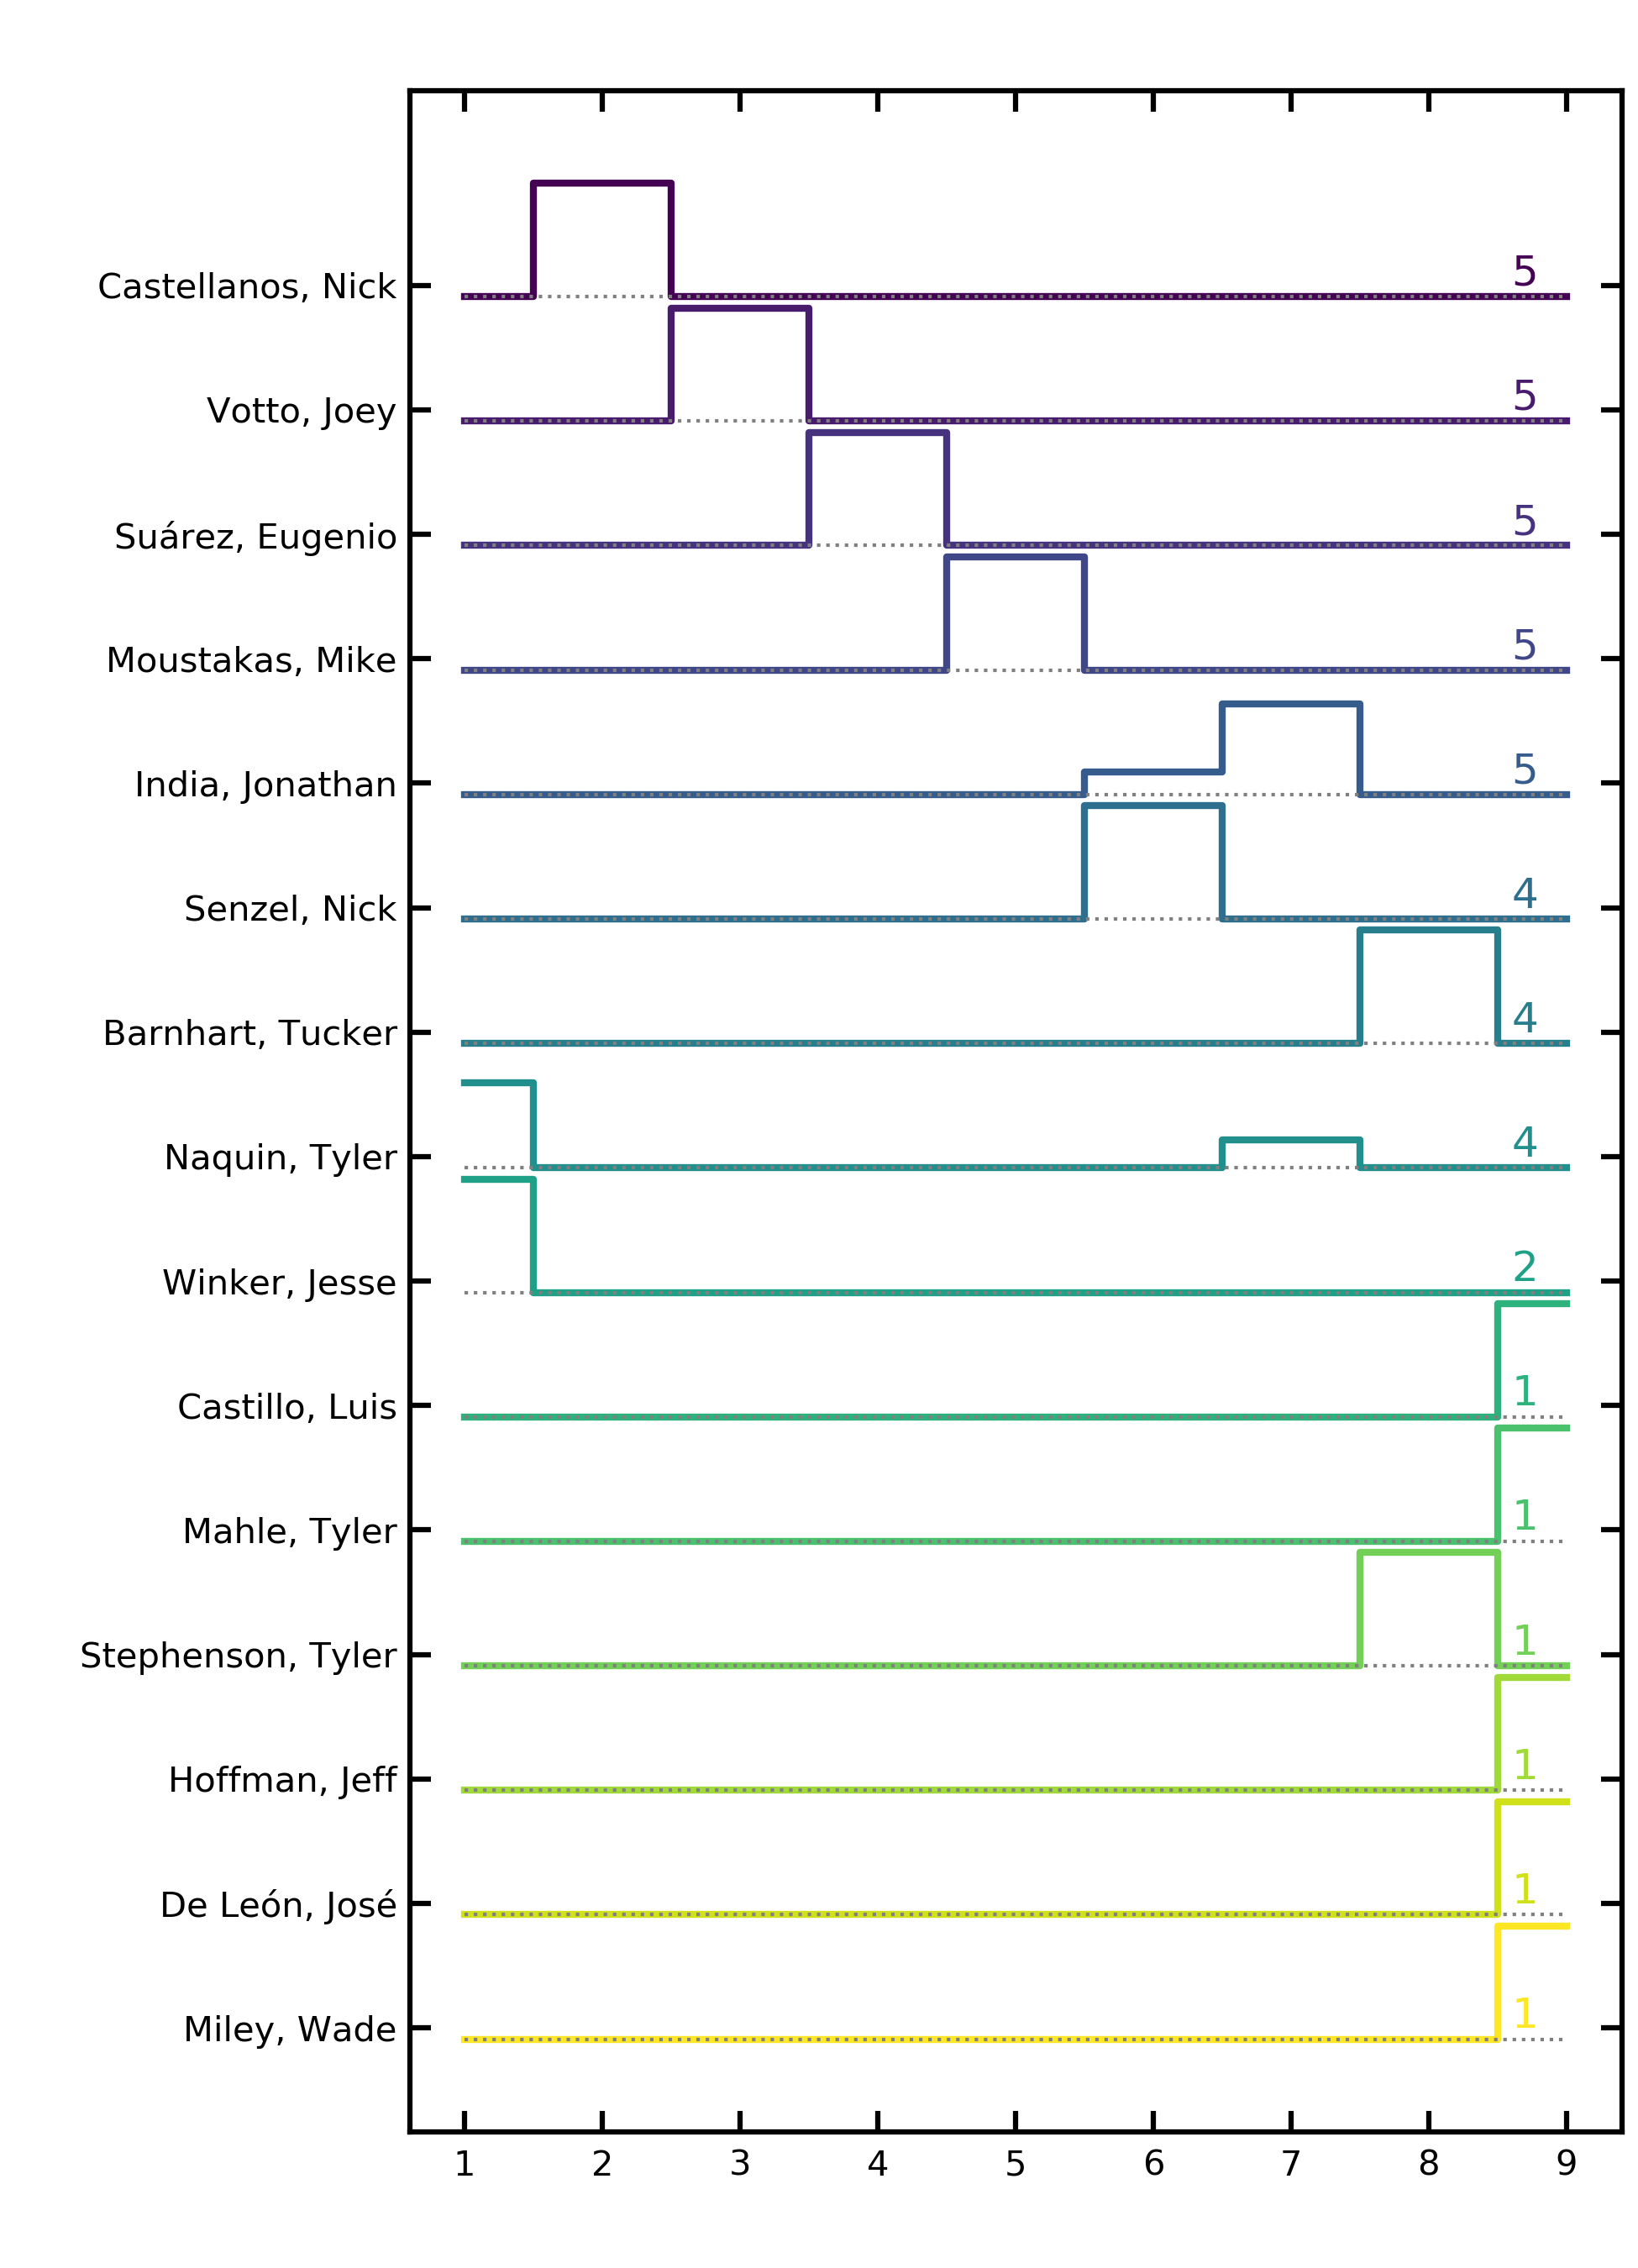 Castellanos, Nick 5
Votto, Joey 5
Suárez, Eugenio 5
Moustakas, Mike 5
India, Jonathan 5
Senzel, Nick 4
Barnhart, Tucker 4
Naquin, Tyler 4
Winker, Jesse 2
Castillo, Luis 1
Mahle, Tyler 1
Stephenson, Tyler 1
Hoffman, Jeff 1
De León, José 1
Miley, Wade 1
1 2 3 4 5 6 7 8 9